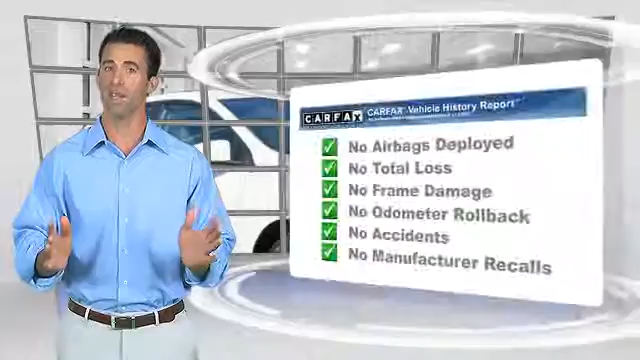 CARFAX CARFAX Vehicle History Report
No Airbags Deployed
No Total Loss
No Frame Damage
No Odometer Rollback
No Accidents
No Manufacturer Recalls